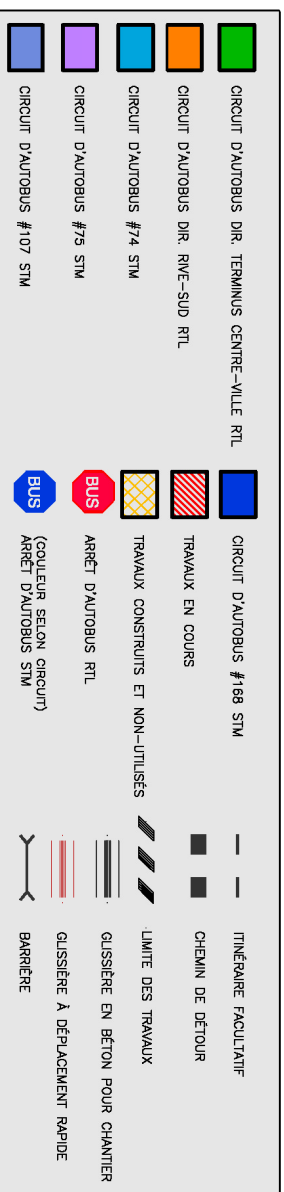 CIRCUIT D'AUTOBUS DIR. TERMINUS CENTRE-VILLE RTL
CIRCUIT D'AUTOBUS DIR. RIVE-SUD RTL
CIRCUIT D'AUTOBUS #74 STM
CIRCUIT D'AUTOBUS #75 STM
CIRCUIT D'AUTOBUS #107 STM
CIRCUIT D'AUTOBUS #168 STM
TRAVAUX EN COURS
TRAVAUX CONSTRUITS ET NON-UTILISÉS
BUS
ARRÊT D'AUTOBUS RTL
BUS
(COULEUR SELON CIRCUIT)
ARRÊT D'AUTOBUS STM
ITINÉRAIRE FACULTATIF
CHEMIN DE DÉTOUR
LIMITE DES TRAVAUX
GLISSIÈRE EN BÉTON POUR CHANTIER
GLISSIÈRE À DÉPLACEMENT RAPIDE
BARRIÈRE